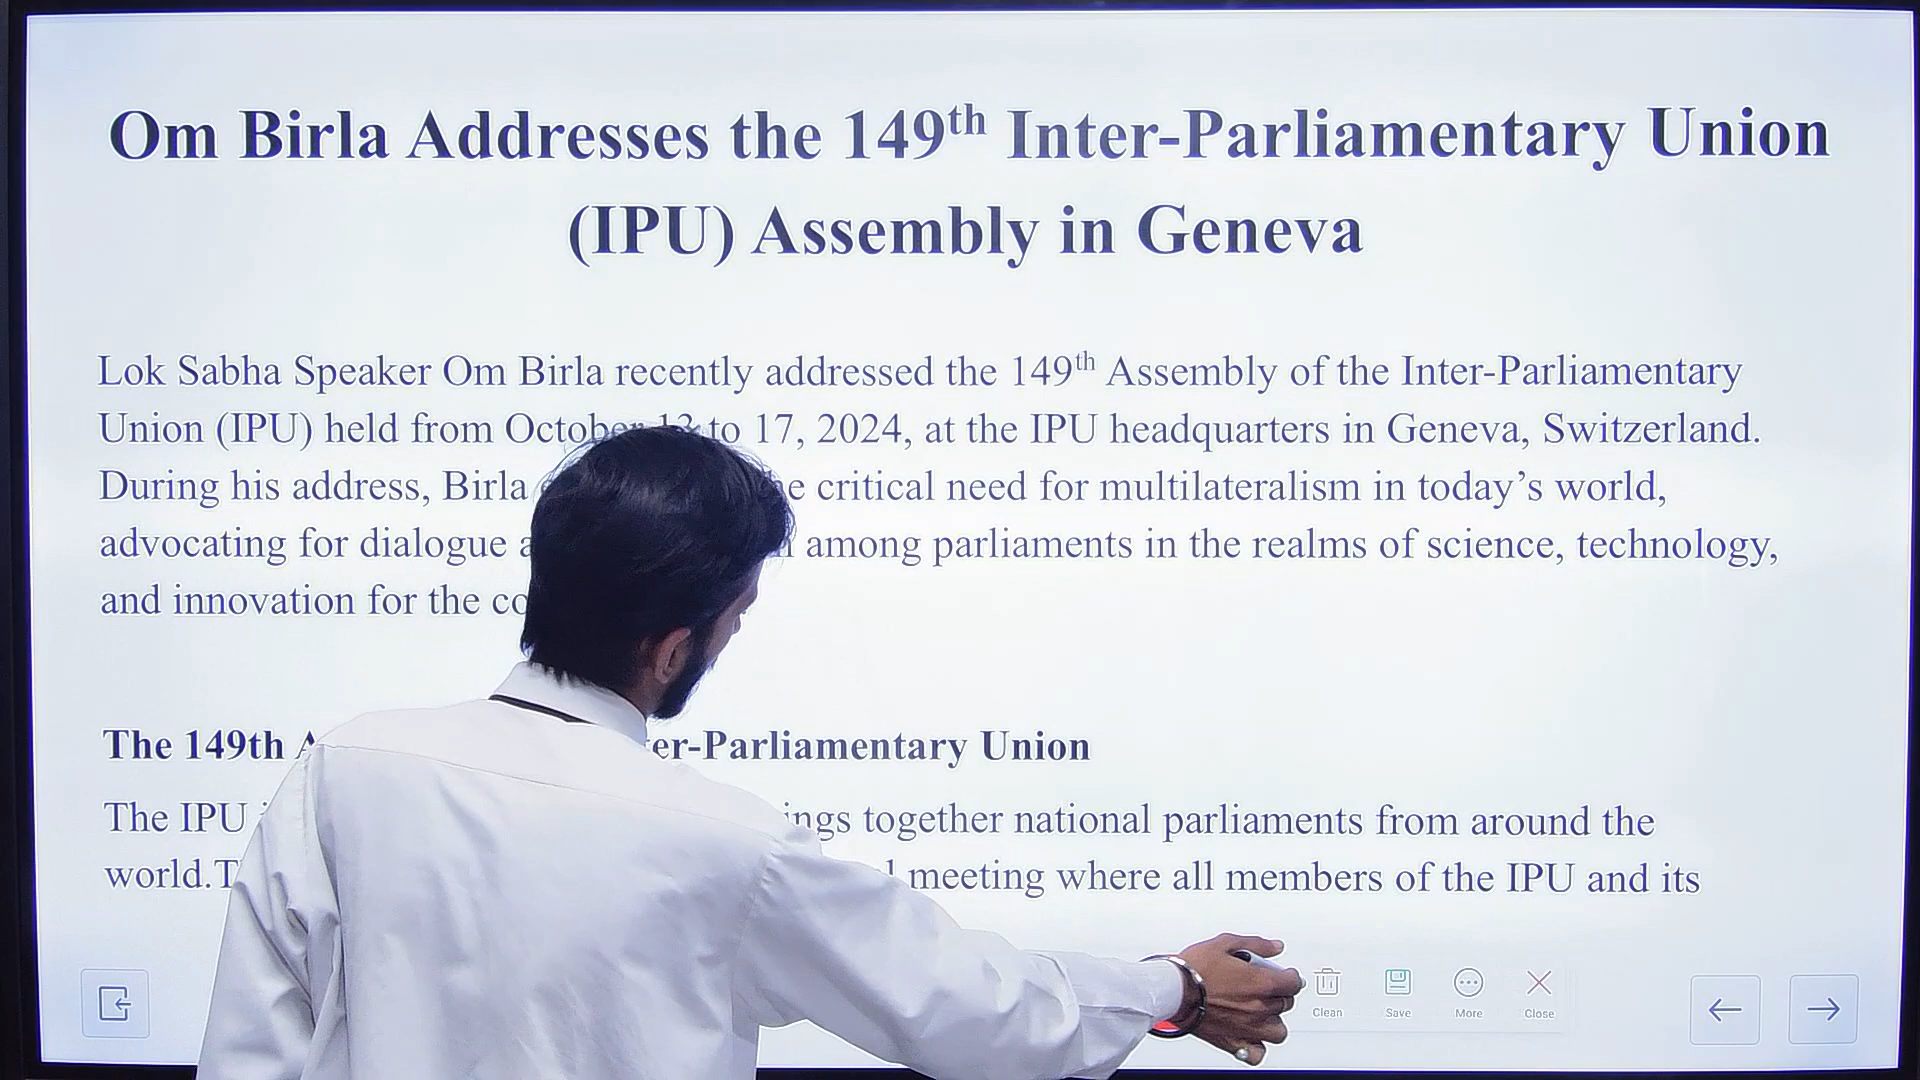 Om Birla Addresses the 149th Inter-Parliamentary Union
(IPU) Assembly in Geneva
Lok Sabha Speaker Om Birla recently addressed the 149th Assembly of the Inter-Parliamentary
Union (IPU) held from October 13 to 17, 2024, at the IPU headquarters in Geneva, Switzerland.
During his address, Birla critical need for multilateralism in today’s world,
advocating for dialogue among parliaments in the realms of science, technology,
and innovation for the
The 149th er-Parliamentary Union
The IPU ings together national parliaments from around the
world. meeting where all members of the IPU and its
Clean Save More Close